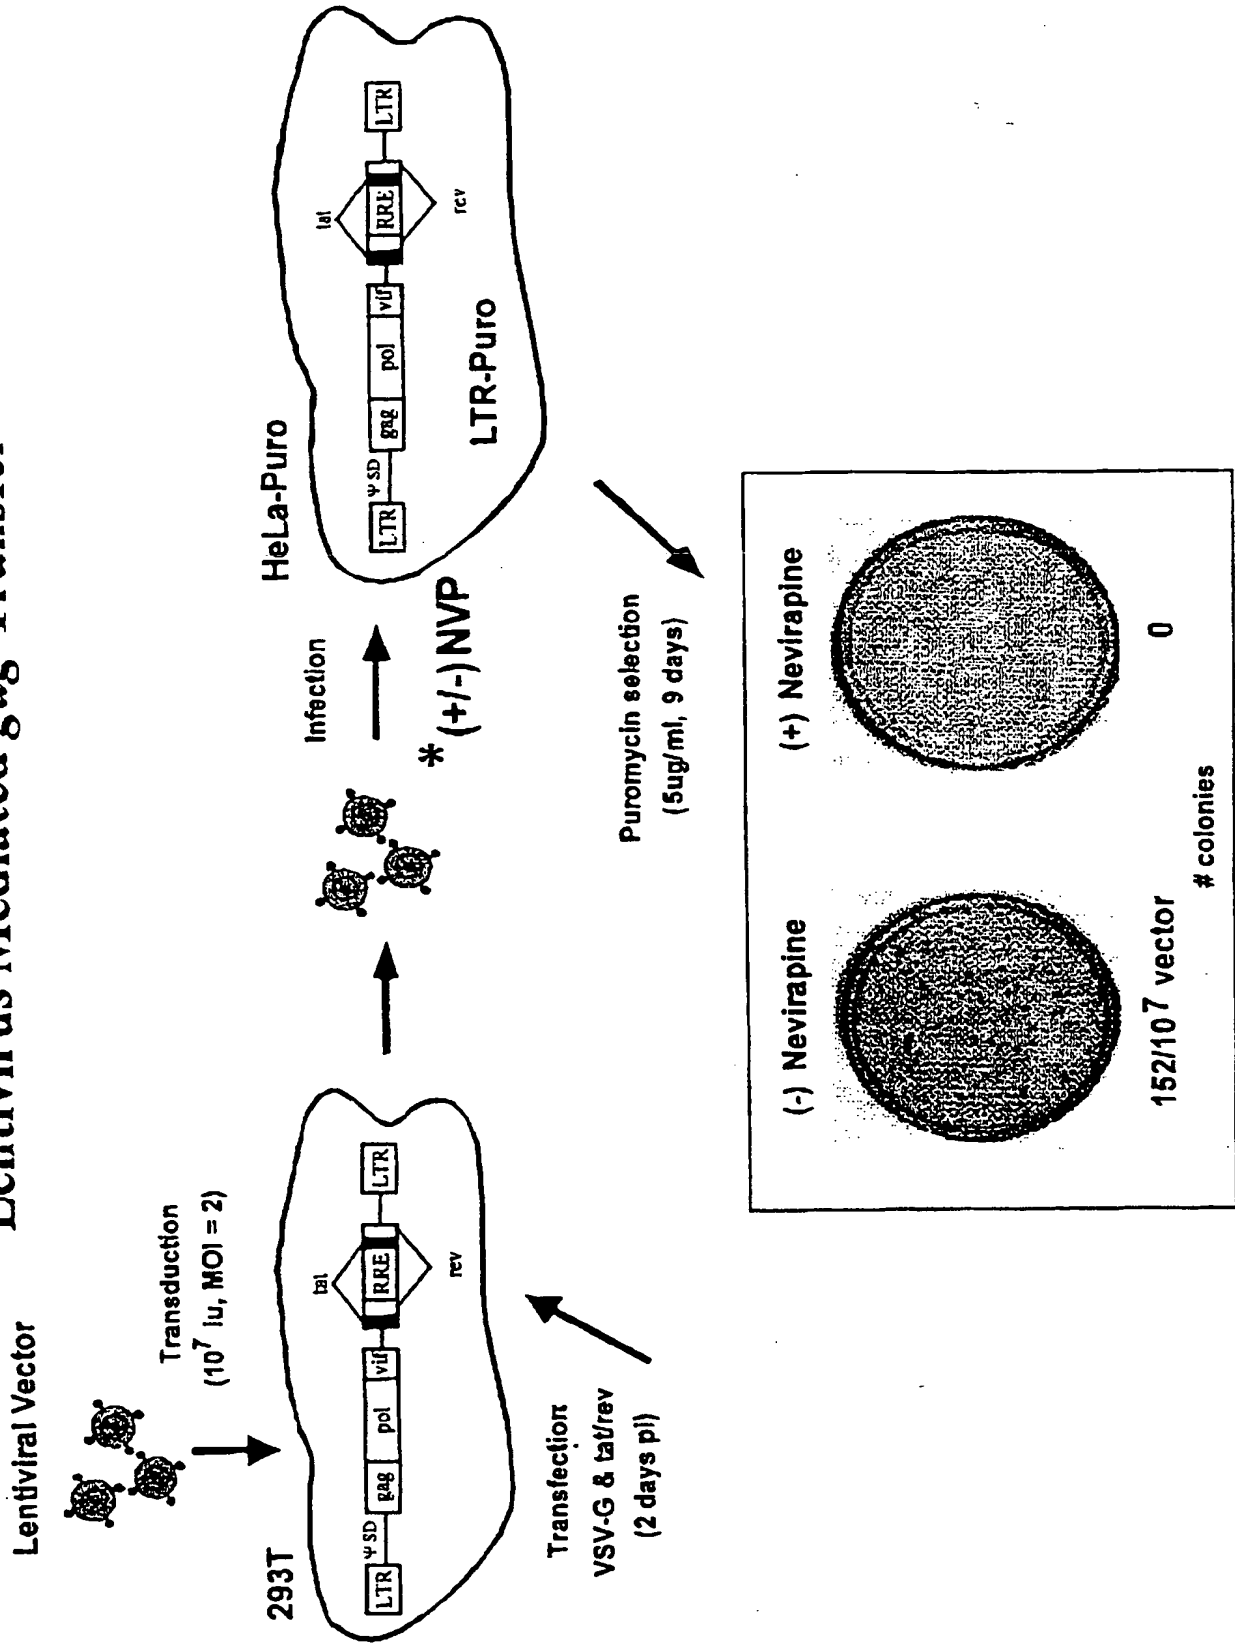 Lentivirus Mediated gag Transfer
Lentiviral Vector
Transduction
(10⁷ Iu, MOI = 2)
293T
LTR
Ψ SD
gag
pol
vif
tat
RRE
rev
LTR
Transfection
VSV-G & tat/rev
(2 days pi)
Infection
*
(+/-) NVP
HeLa-Puro
LTR
Ψ SD
gag
pol
vif
tat
RRE
rev
LTR
LTR-Puro
Puromycin selection
(5ug/ml, 9 days)
(-) Nevirapine
(+) Nevirapine
152/10⁷ vector
0
# colonies